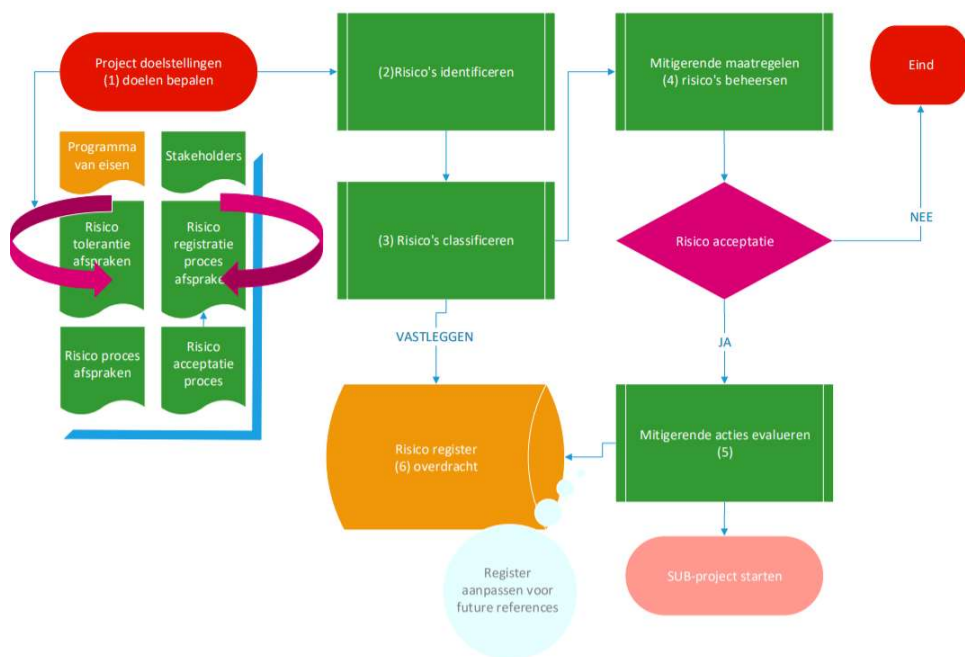 Project doelstellingen
(1) doelen bepalen
(2)Risico's identificeren
Mitigerende maatregelen
(4) risico's beheersen
Eind
Programma
van eisen
Stakeholders
Risico
tolerantie
afspraken
Risico
registratie
proces
afspraken
NEE
(3) Risico's classificeren
Risico acceptatie
Risico proces
afspraken
Risico
acceptatie
proces
VASTLEGGEN
JA
Risico register
(6) overdracht
Mitigerende acties evalueren
(5)
Register
aanpassen voor
future references
SUB-project starten